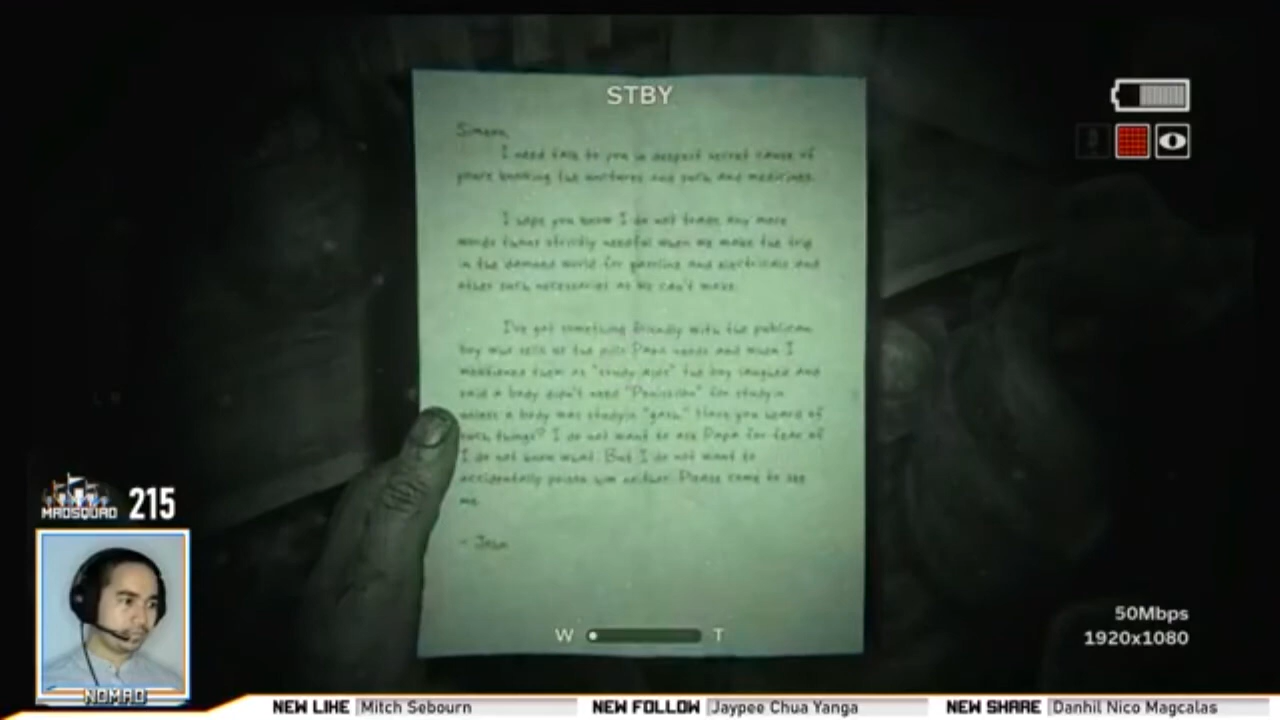 STBY
Simeon,
I need talk to you in deepest secret cause of
youre knowing the and such and medicines.
I hope you know I do not trade any more
words than strictly needful when we make the trip
in the damned world for gasoline and electricals and
other such necessaries as we can't make.
I've got something friendly with the publican
boy who sells us the pills Papa needs and when I
mentioned them as "study aids" the boy laughed and
said a body didn't need "Penicillin" for studyin
unless a body was studyin "gash." Have you heard of
such things? I do not want to ask Papa for fear of
I do not know what. But I do not want to
accidentally poison him neither. Please come to see
me.
W T
50Mbps
1920x1080
MADSQUAD 215
NOMAD
NEW LIKE Mitch Sebourn NEW FOLLOW Jaypee Chua Yanga NEW SHARE Danhil Nico Magcalas